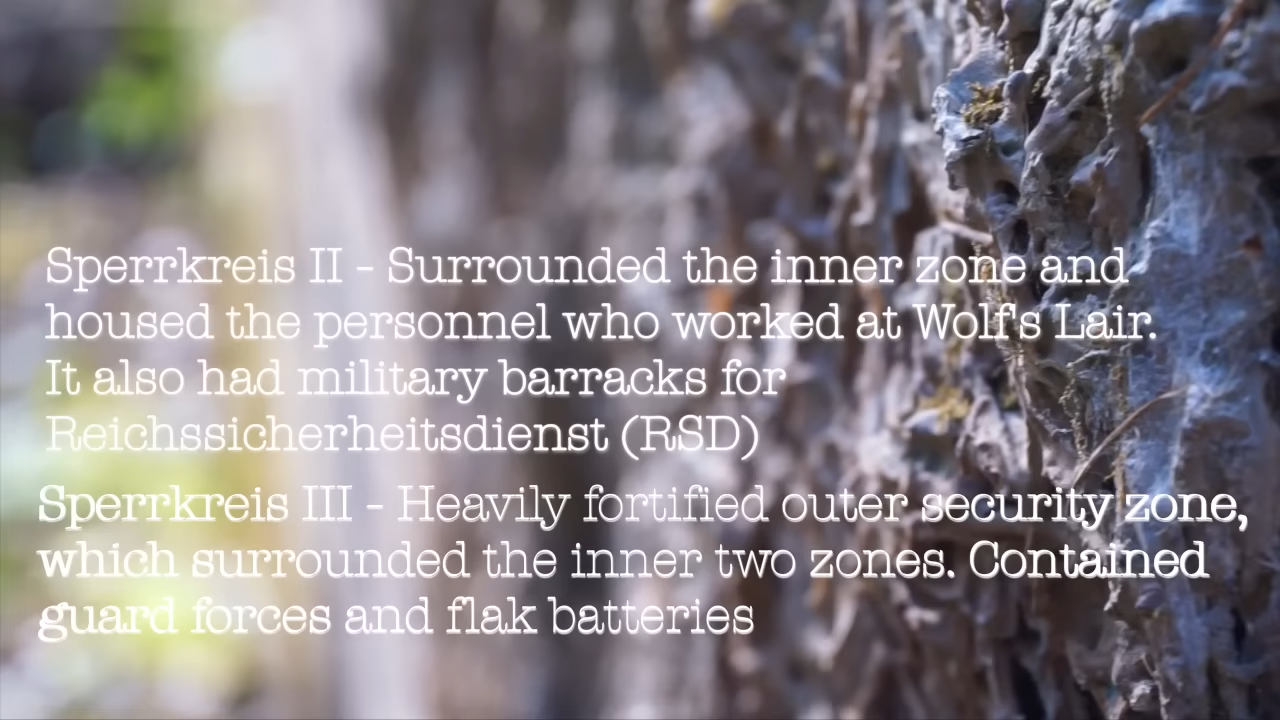 Sperrkreis II - Surrounded the inner zone and
housed the personnel who worked at Wolf's Lair.
It also had military barracks for
Reichssicherheitsdienst (RSD)
Sperrkreis III - Heavily fortified outer security zone,
which surrounded the inner two zones. Contained
guard forces and flak batteries